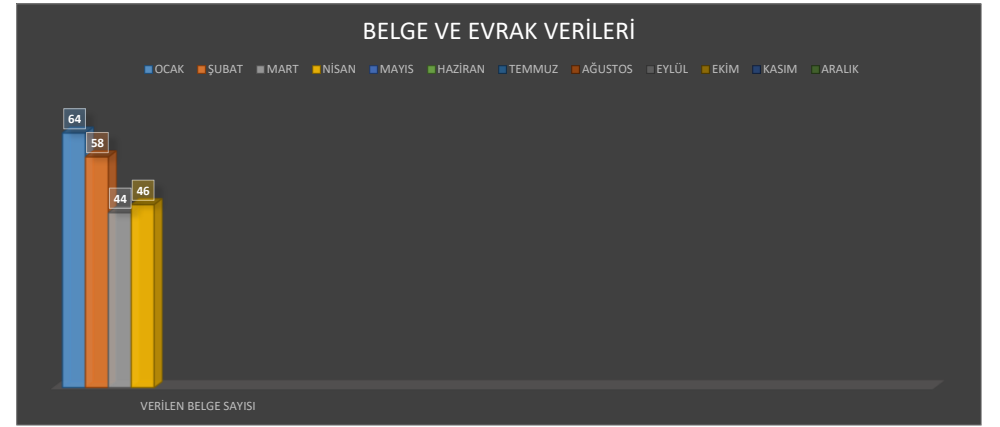 BELGE VE EVRAK VERİLERİ
OCAK ŞUBAT MART NİSAN MAYIS HAZİRAN TEMMUZ AĞUSTOS EYLÜL EKİM KASIM ARALIK
64
58
44
46
VERİLEN BELGE SAYISI